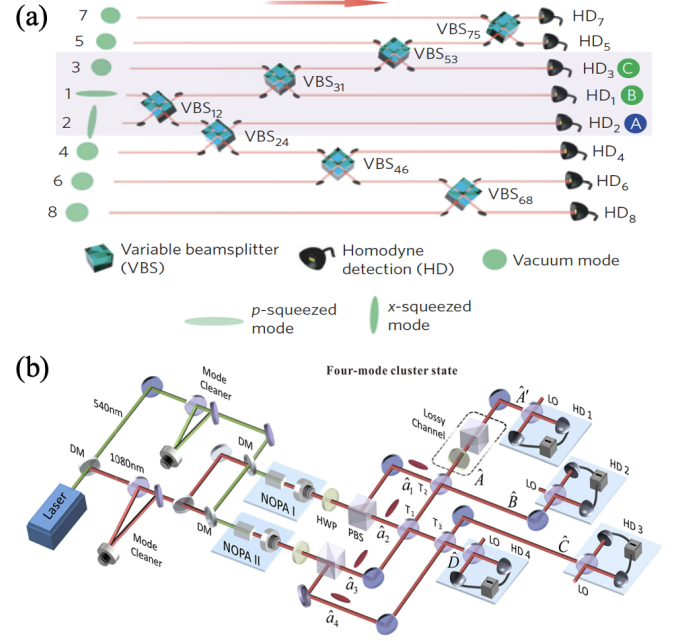 (a)
7
HD7
VBS75
5
HD5
VBS53
3
HD3 C
VBS31
1
HD1 B
VBS12
2
HD2 A
VBS24
4
HD4
VBS46
6
HD6
VBS68
8
HD8
Variable beamsplitter
(VBS)
Homodyne
detection (HD)
Vacuum mode
p-squeezed
mode
x-squeezed
mode
(b)
Four-mode cluster state
Mode
Cleaner
540nm
DM
1080nm
DM
Laser
DM
Mode
Cleaner
NOPA I
HWP
PBS
NOPA II
Lossy
Channel
Â′
LO
HD 1
A
â1
T2
B̂
LO
HD 2
â2
T1
T3
Ĉ
HD 3
LO
D̂
LO
HD 4
â3
â4